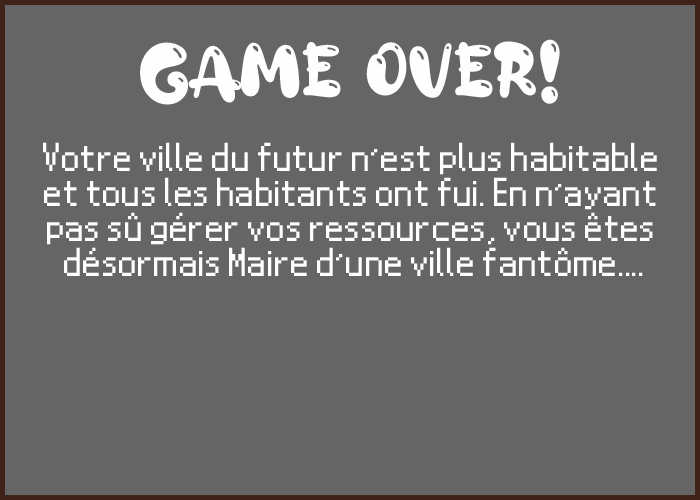 GAME OVER!
Votre ville du futur n'est plus habitable
et tous les habitants ont fui. En n'ayant
pas sû gérer vos ressources, vous êtes
désormais Maire d'une ville fantôme....